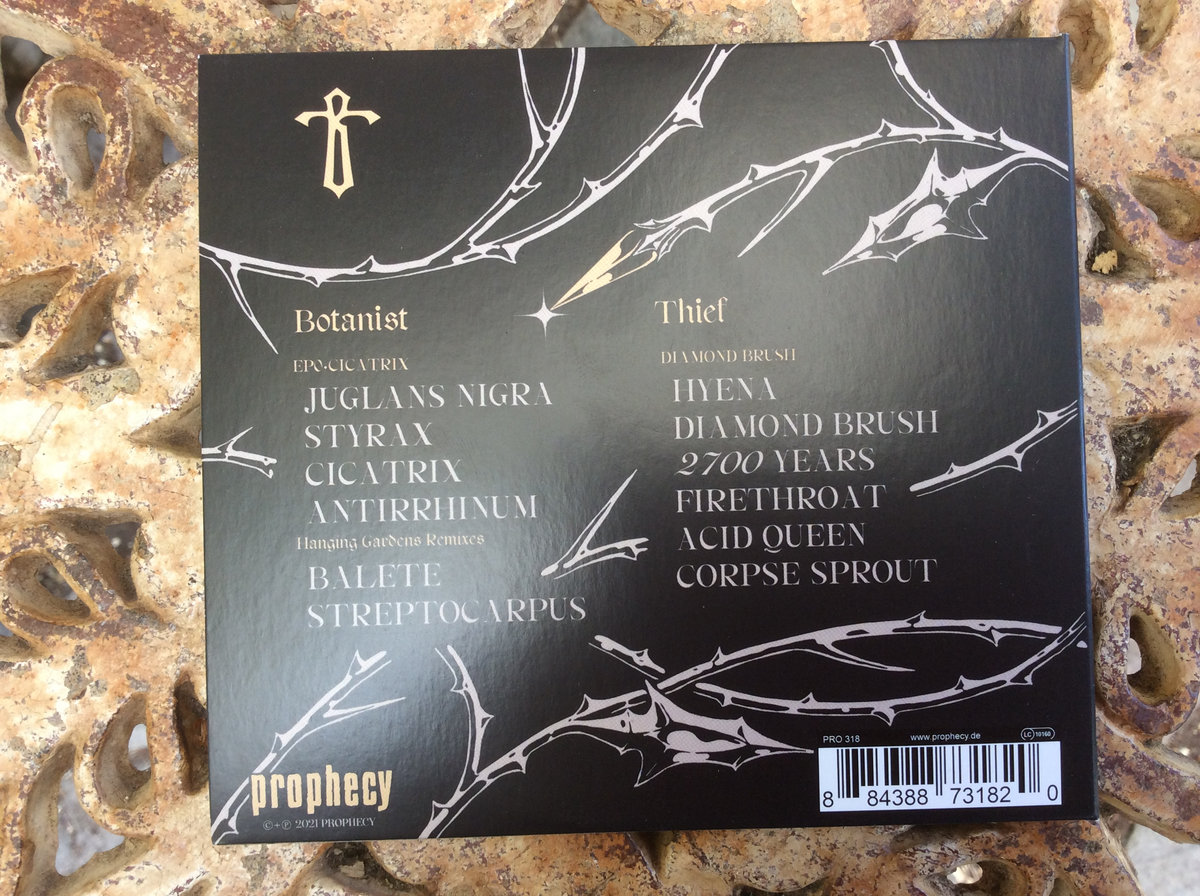 Botanist
EP0:CICATRIX
JUGLANS NIGRA
STYRAX
CICATRIX
ANTIRRHINUM
Hanging Gardens Remixes
BALETE
STREPTOCARPUS
Thief
DIAMOND BRUSH
HYENA
DIAMOND BRUSH
2700 YEARS
FIRETHROAT
ACID QUEEN
CORPSE SPROUT
prophecy
©+℗ 2021 PROPHECY
PRO 318 www.prophecy.de LC 10160
8 84388 73182 0